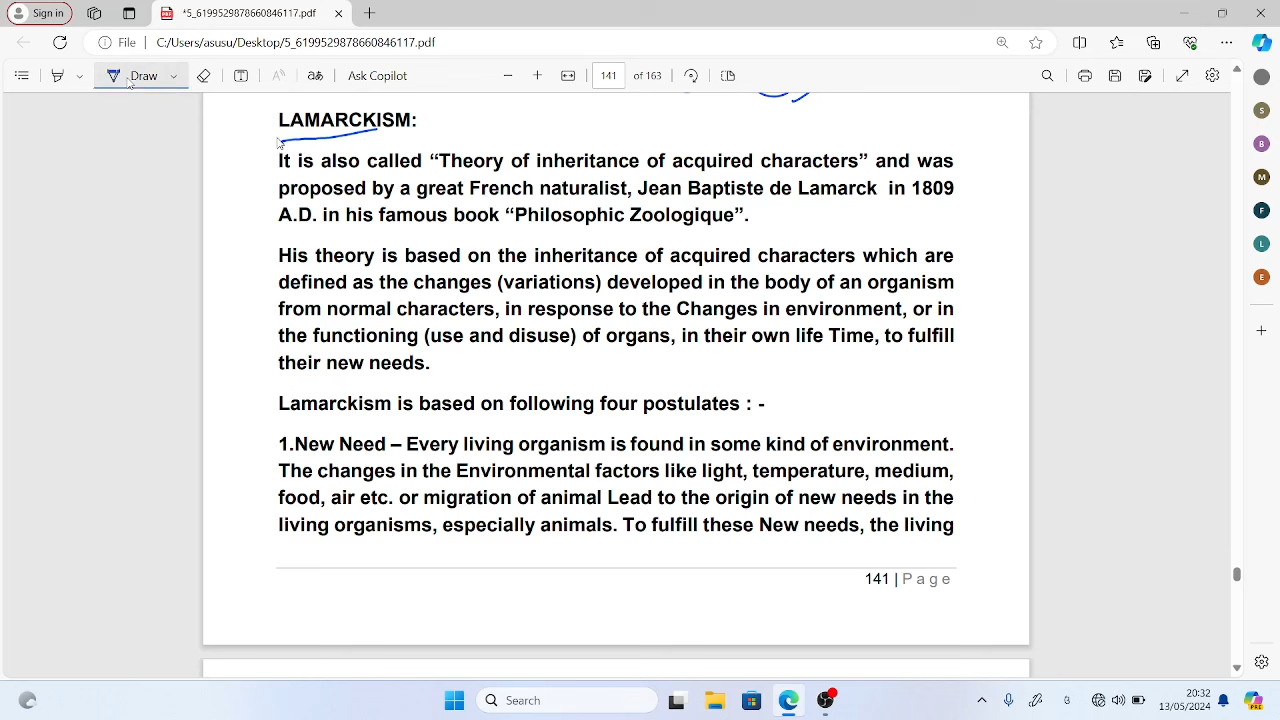 Sign in
*5_6199529878660846117.pdf
File
C:/Users/asusu/Desktop/5_6199529878660846117.pdf
Draw
Ask Copilot
141
of 163
LAMARCKISM:
It is also called “Theory of inheritance of acquired characters” and was
proposed by a great French naturalist, Jean Baptiste de Lamarck in 1809
A.D. in his famous book “Philosophic Zoologique”.
His theory is based on the inheritance of acquired characters which are
defined as the changes (variations) developed in the body of an organism
from normal characters, in response to the Changes in environment, or in
the functioning (use and disuse) of organs, in their own life Time, to fulfill
their new needs.
Lamarckism is based on following four postulates : -
1.New Need – Every living organism is found in some kind of environment.
The changes in the Environmental factors like light, temperature, medium,
food, air etc. or migration of animal Lead to the origin of new needs in the
living organisms, especially animals. To fulfill these New needs, the living
141 | P a g e
S
B
M
F
L
E
Search
20:32
13/05/2024